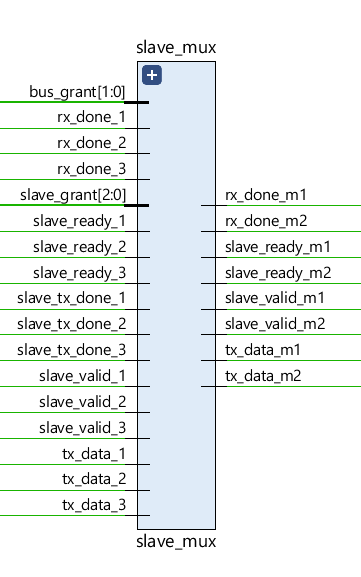 slave_mux
bus_grant[1:0]
rx_done_1
rx_done_2
rx_done_3
slave_grant[2:0]
slave_ready_1
slave_ready_2
slave_ready_3
slave_tx_done_1
slave_tx_done_2
slave_tx_done_3
slave_valid_1
slave_valid_2
slave_valid_3
tx_data_1
tx_data_2
tx_data_3
rx_done_m1
rx_done_m2
slave_ready_m1
slave_ready_m2
slave_valid_m1
slave_valid_m2
tx_data_m1
tx_data_m2
slave_mux